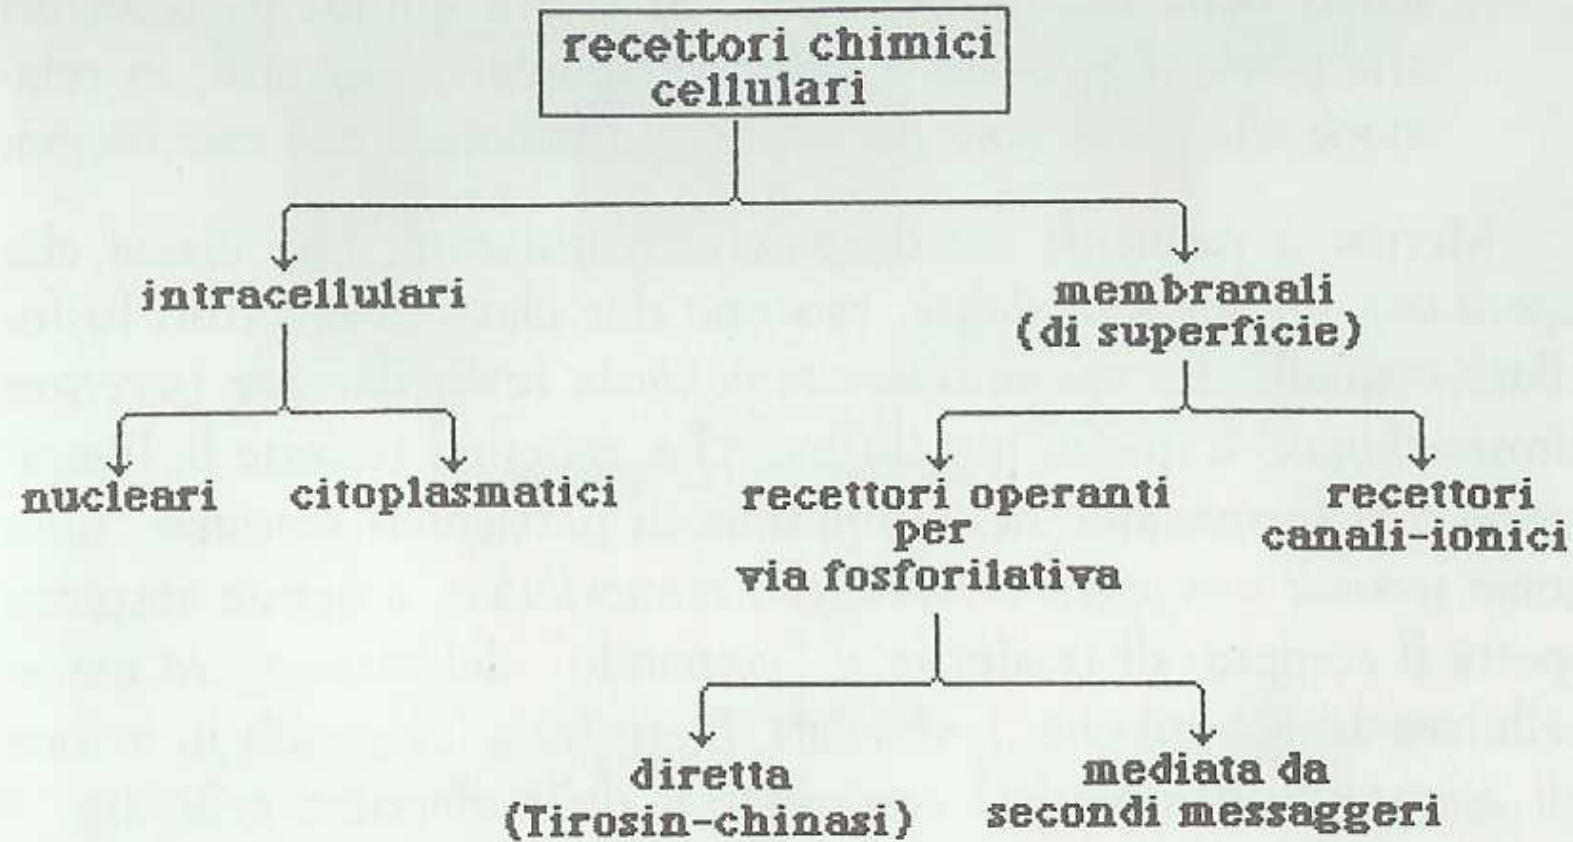 recettori chimici
cellulari
intracellulari
membranali
(di superficie)
nucleari
citoplasmatici
recettori operanti
per
via fosforilativa
recettori
canali-ionici
diretta
(Tirosin-chinasi)
mediata da
secondi messaggeri